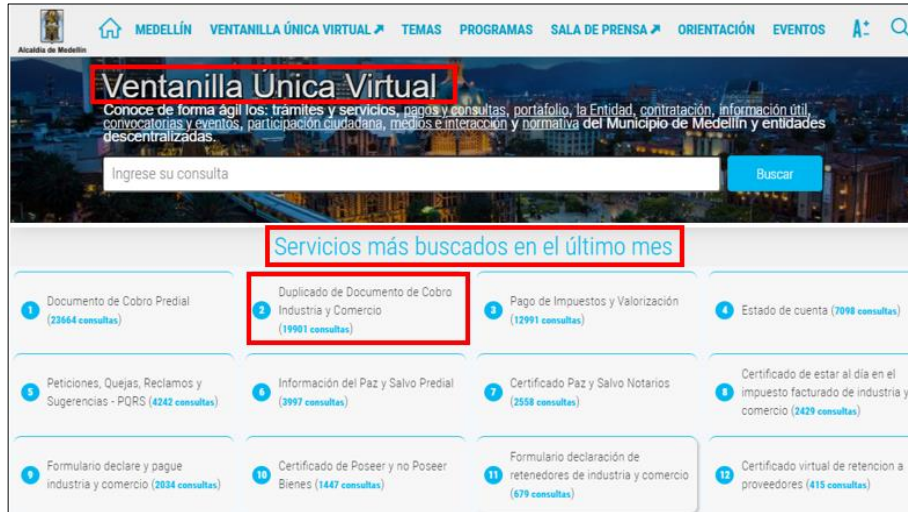 Alcaldía de Medellín
MEDELLÍN VENTANILLA ÚNICA VIRTUAL TEMAS PROGRAMAS SALA DE PRENSA ORIENTACIÓN EVENTOS A+-
Ventanilla Única Virtual
Conoce de forma ágil los: trámites y servicios, pagos y consultas, portafolio, la Entidad, contratación, información útil,
convocatorias y eventos, participación ciudadana, medios e interacción y normativa del Municipio de Medellín y entidades
descentralizadas.
Ingrese su consulta Buscar
Servicios más buscados en el último mes
1 Documento de Cobro Predial
(23664 consultas)
2 Duplicado de Documento de Cobro
Industria y Comercio
(19901 consultas)
3 Pago de Impuestos y Valorización
(12991 consultas)
4 Estado de cuenta (7098 consultas)
5 Peticiones, Quejas, Reclamos y
Sugerencias - PQRS (4242 consultas)
6 Información del Paz y Salvo Predial
(3997 consultas)
7 Certificado Paz y Salvo Notarios
(2558 consultas)
8 Certificado de estar al día en el
impuesto facturado de industria y
comercio (2429 consultas)
9 Formulario declare y pague
industria y comercio (2034 consultas)
10 Certificado de Poseer y no Poseer
Bienes (1447 consultas)
11 Formulario declaración de
retenedores de industria y comercio
(679 consultas)
12 Certificado virtual de retencion a
proveedores (415 consultas)